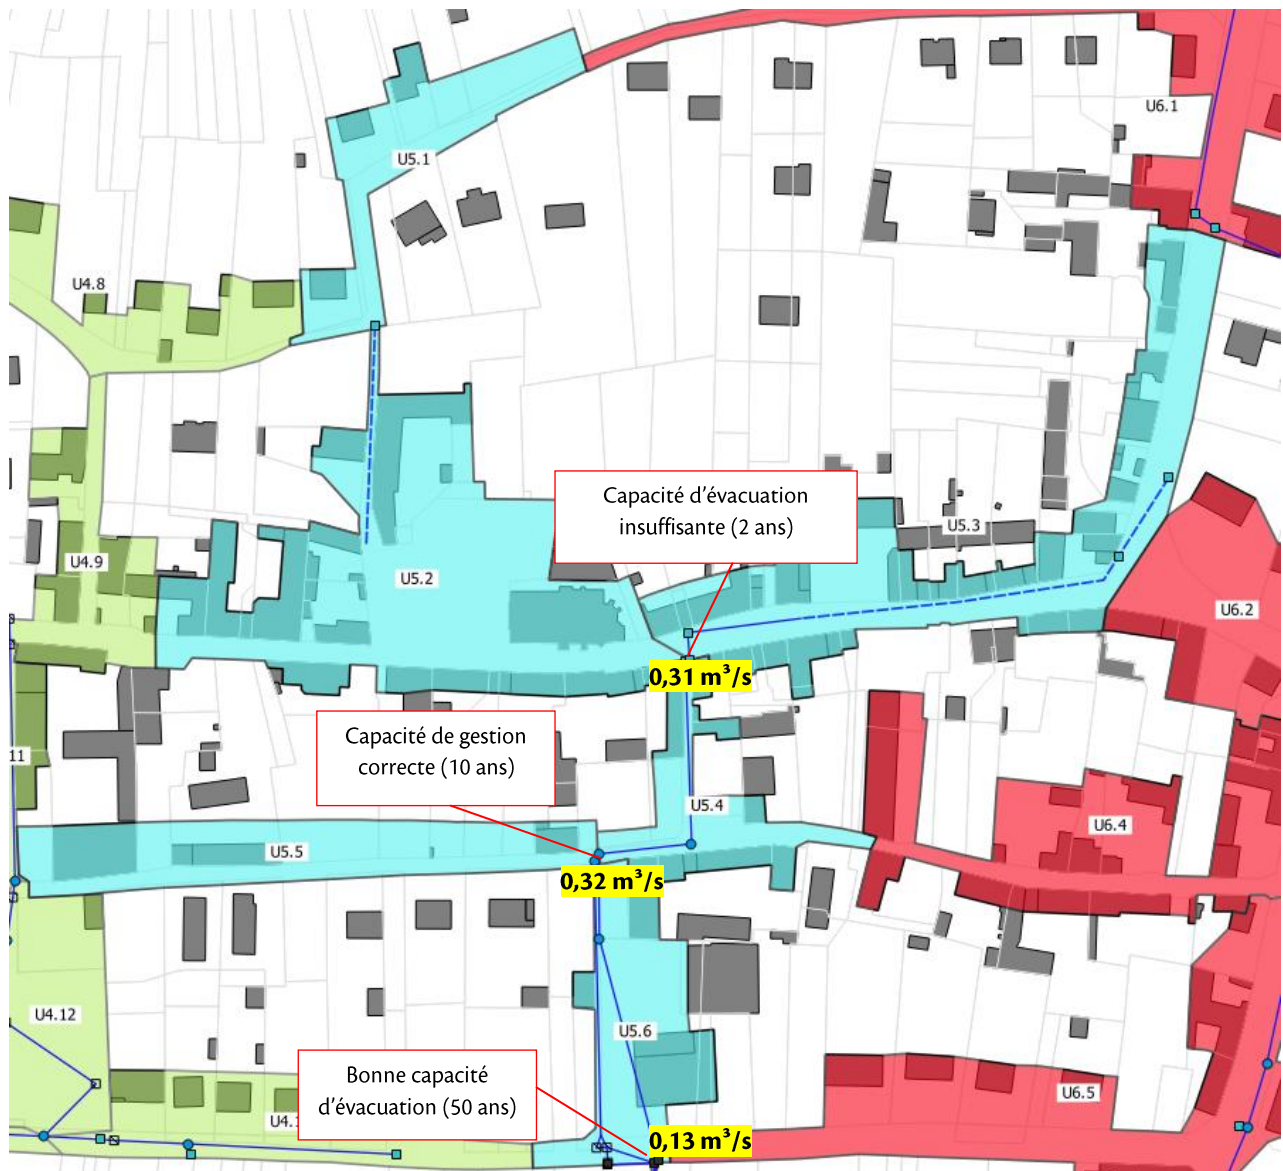 U6.1
U5.1
U4.8
Capacité d'évacuation
insuffisante (2 ans)
U5.3
U4.9
U5.2
U6.2
0,31 m³/s
Capacité de gestion
correcte (10 ans)
11
U5.4
U6.4
U5.5
0,32 m³/s
U4.12
U5.6
Bonne capacité
d'évacuation (50 ans)
U6.5
0,13 m³/s